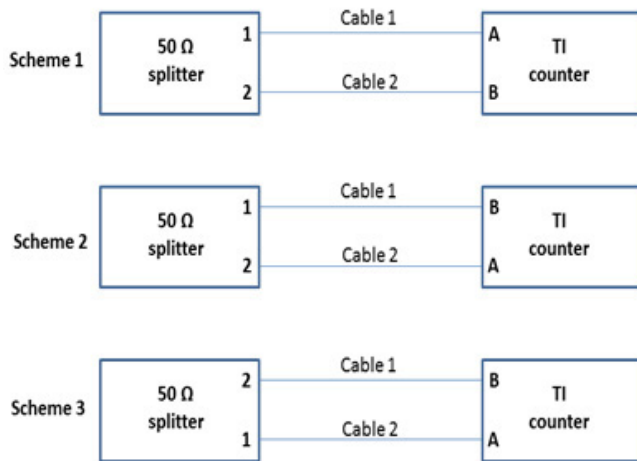 Cable 1
Scheme 1
50 Ω
splitter
1
2
A
B
TI
counter
Cable 2
Cable 1
Scheme 2
50 Ω
splitter
1
2
B
A
TI
counter
Cable 2
Cable 1
Scheme 3
50 Ω
splitter
2
1
B
A
TI
counter
Cable 2